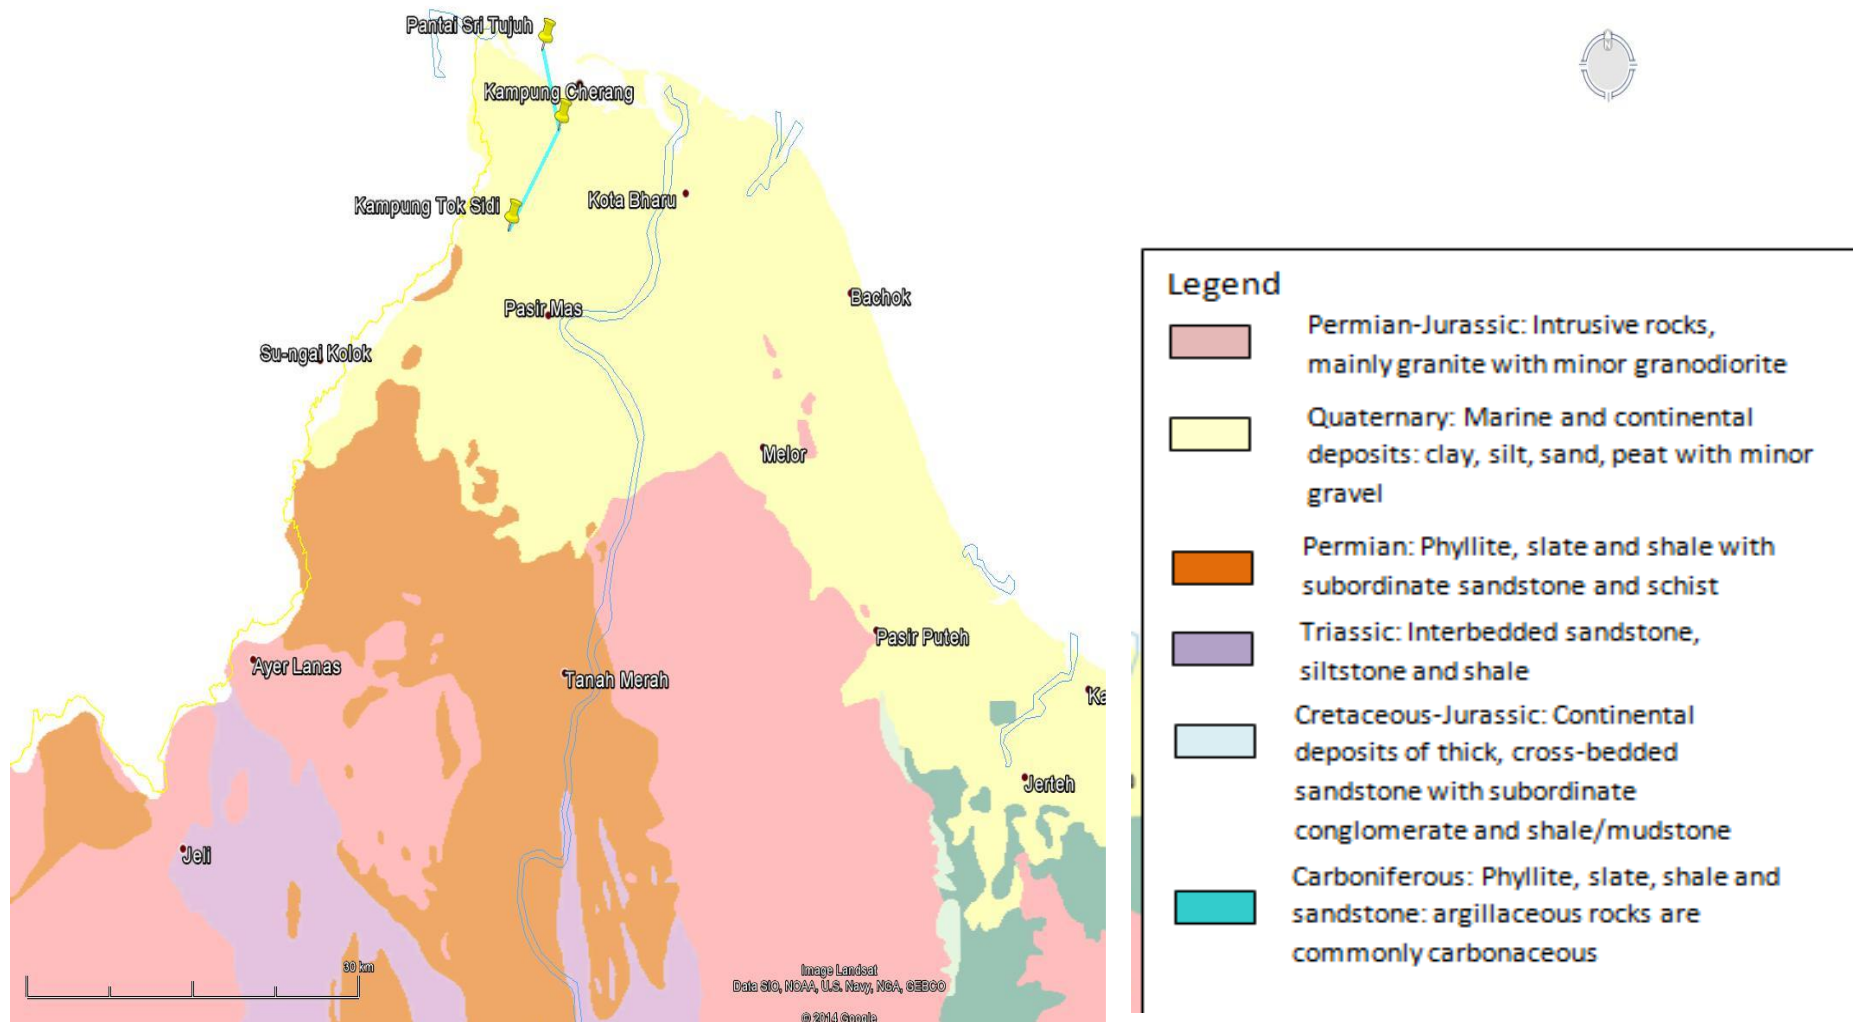 Pantai Sri Tujuh
Kampung Cherang
Kampung Tok Sidi
Kota Bharu
Bachok
Pasir Mas
Su-ngai Kolok
Melor
Pasir Puteh
Ayer Lanas
Tanah Merah
Ka
Jerteh
Jeli
30 km
Image Landsat
Data SIO, NOAA, U.S. Navy, NGA, GEBCO
© 2014 Google
N
Legend
Permian-Jurassic: Intrusive rocks,
mainly granite with minor granodiorite
Quaternary: Marine and continental
deposits: clay, silt, sand, peat with minor
gravel
Permian: Phyllite, slate and shale with
subordinate sandstone and schist
Triassic: Interbedded sandstone,
siltstone and shale
Cretaceous-Jurassic: Continental
deposits of thick, cross-bedded
sandstone with subordinate
conglomerate and shale/mudstone
Carboniferous: Phyllite, slate, shale and
sandstone: argillaceous rocks are
commonly carbonaceous